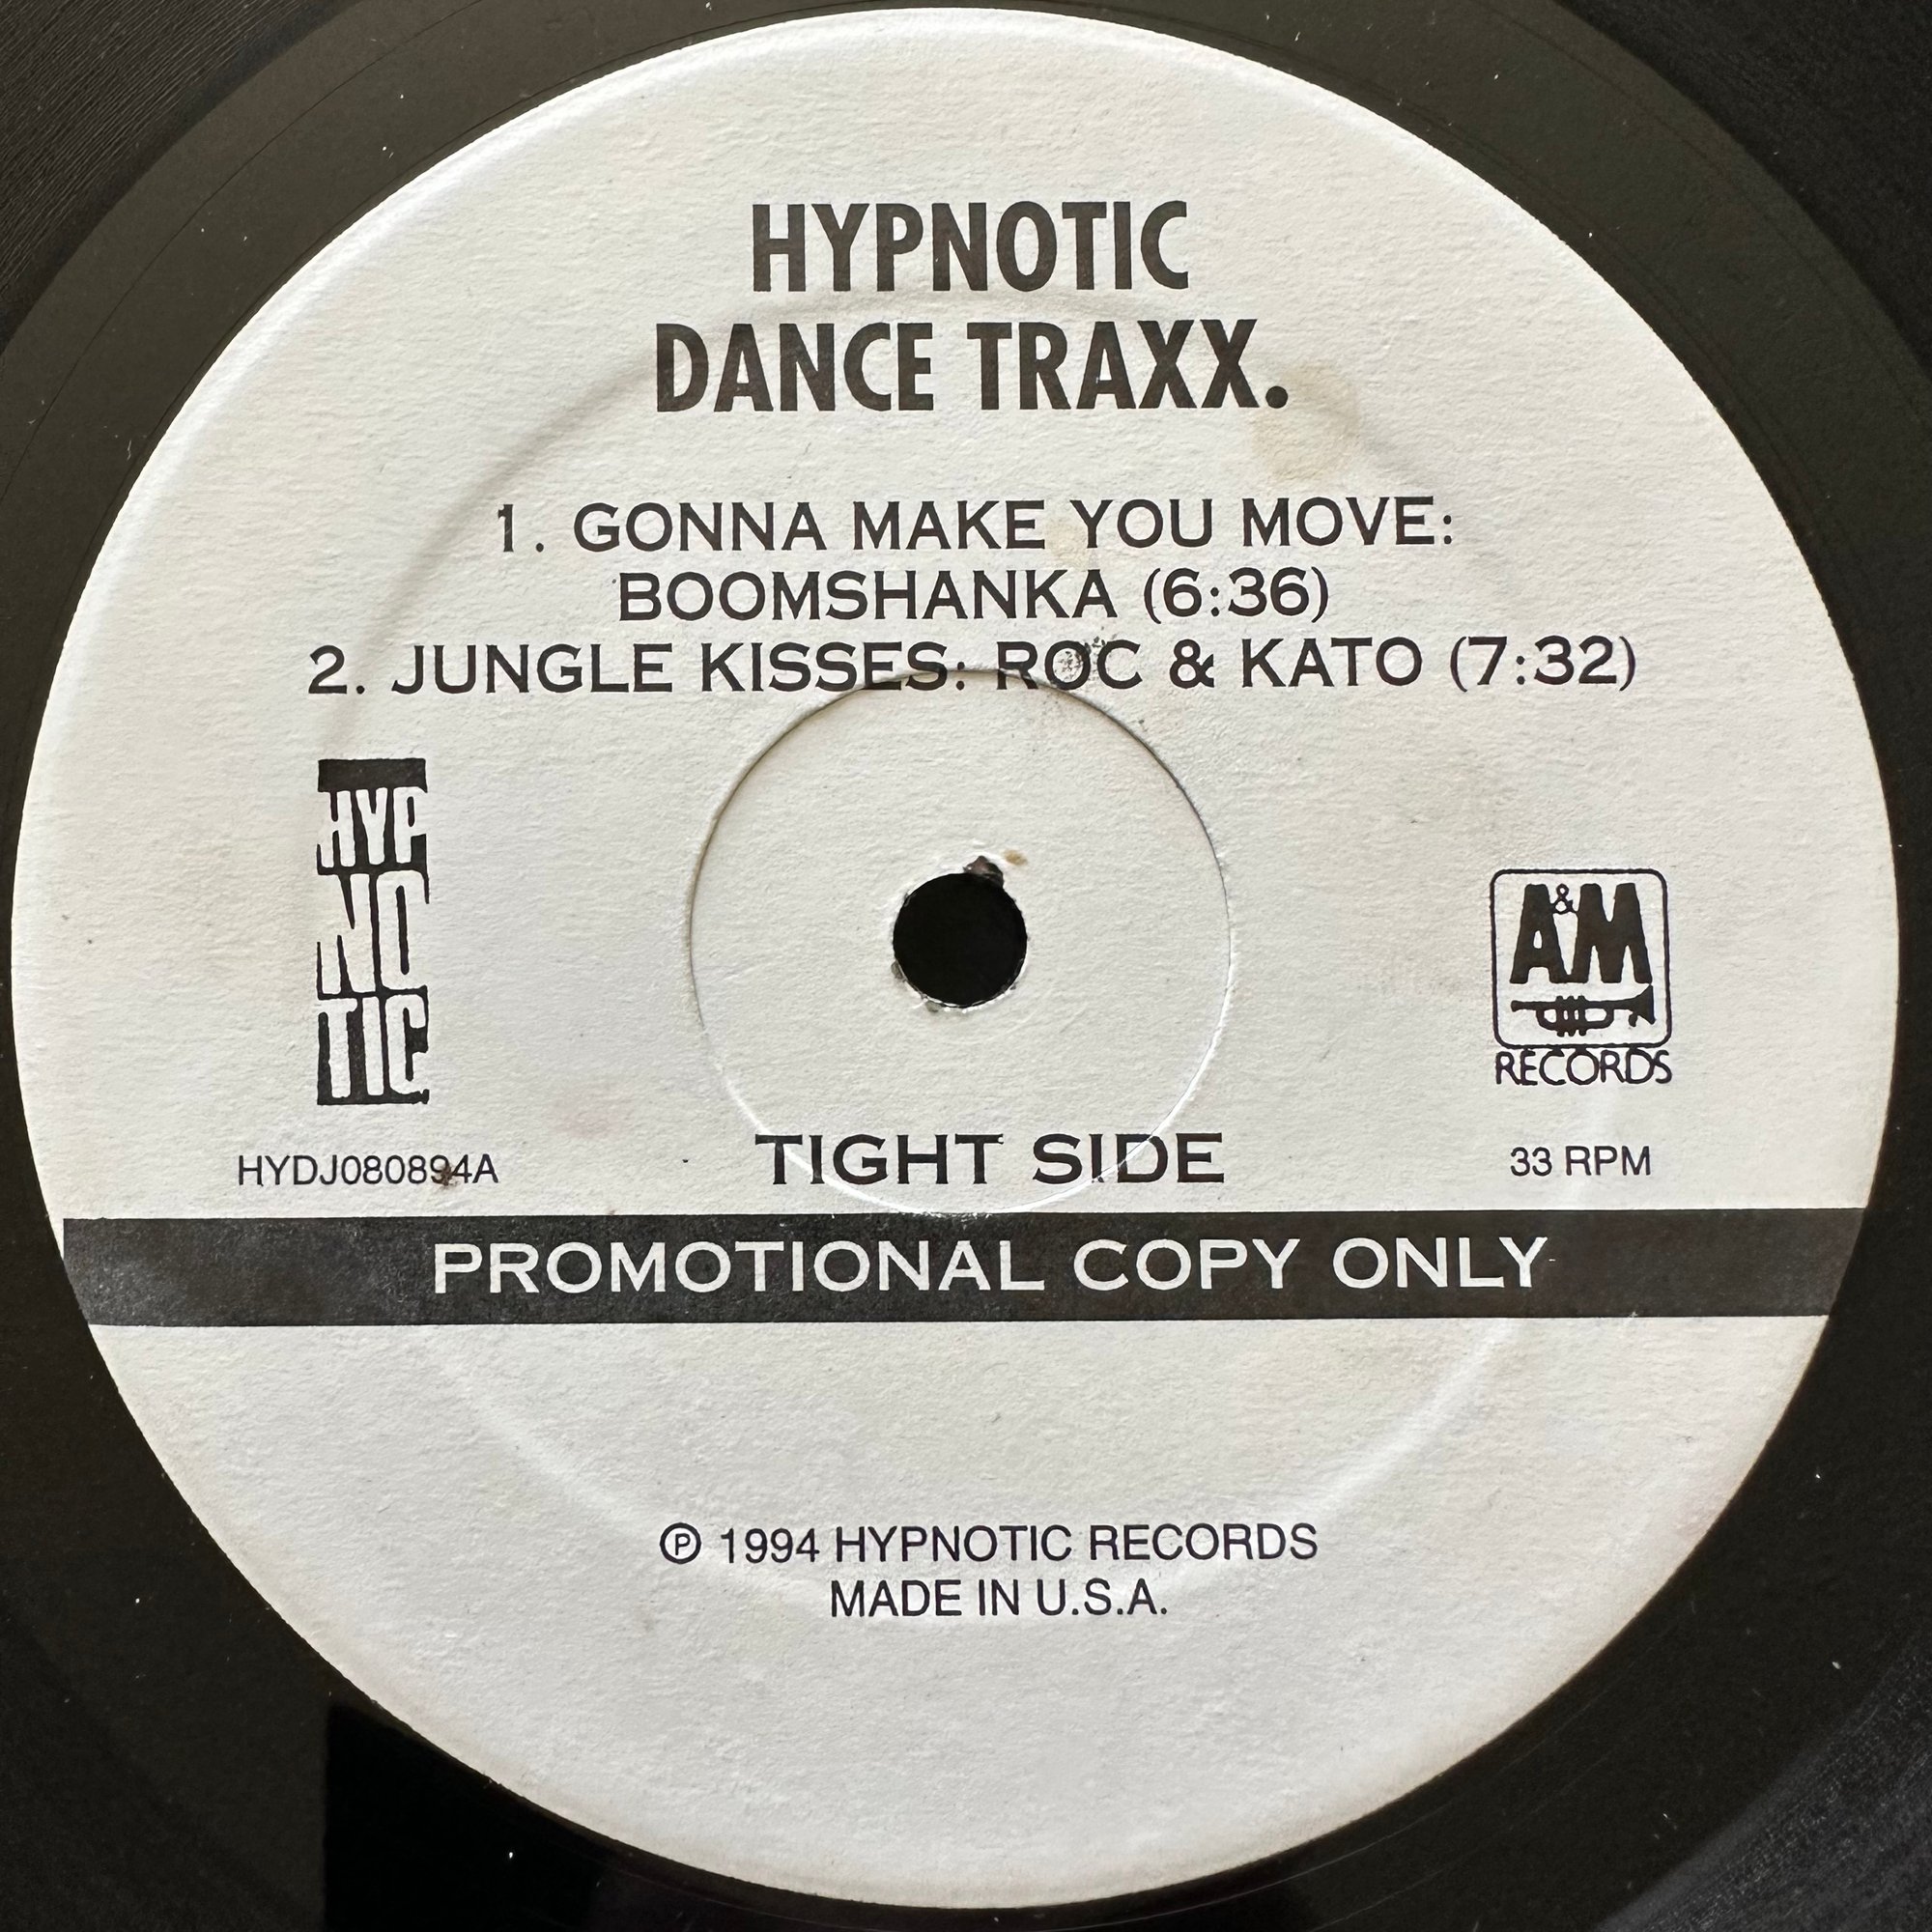 HYPNOTIC
DANCE TRAXX.
1. GONNA MAKE YOU MOVE:
BOOMSHANKA (6:36)
2. JUNGLE KISSES: ROC & KATO (7:32)
HYP
NO
TIC
A&M
RECORDS
HYDJ080894A
TIGHT SIDE
33 RPM
PROMOTIONAL COPY ONLY
℗ 1994 HYPNOTIC RECORDS
MADE IN U.S.A.